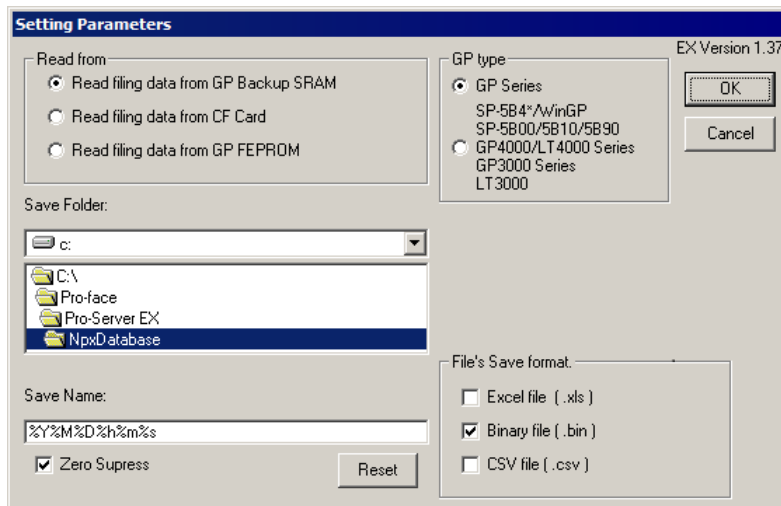 Setting Parameters
EX Version 1.37
Read from
Read filing data from GP Backup SRAM
Read filing data from CF Card
Read filing data from GP FEPROM
GP type
GP Series
SP-5B4*/WinGP
SP-5B00/5B10/5B90
GP4000/LT4000 Series
GP3000 Series
LT3000
OK
Cancel
Save Folder:
c:
C:\
Pro-face
Pro-Server EX
NpxDatabase
Save Name:
%Y%M%D%h%m%s
Zero Supress
Reset
File's Save format.
Excel file ( .xls )
Binary file ( .bin )
CSV file ( .csv )